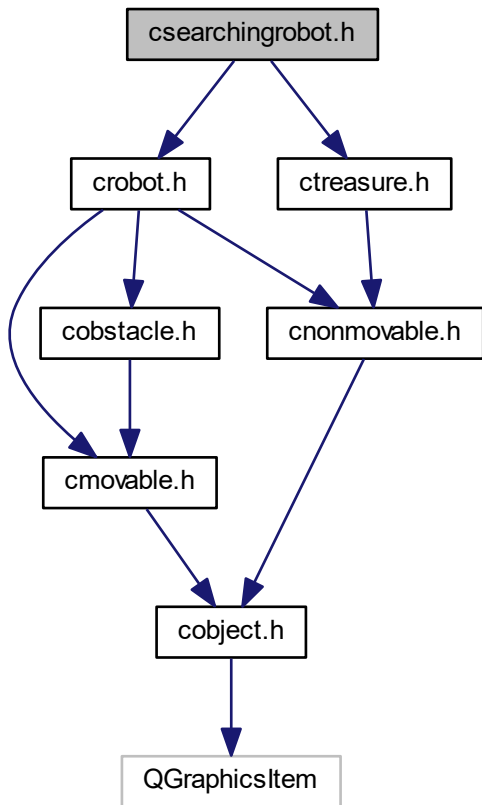 csearchingrobot.h
crobot.h
ctreasure.h
cobstacle.h
cnonmovable.h
cmovable.h
cobject.h
QGraphicsItem